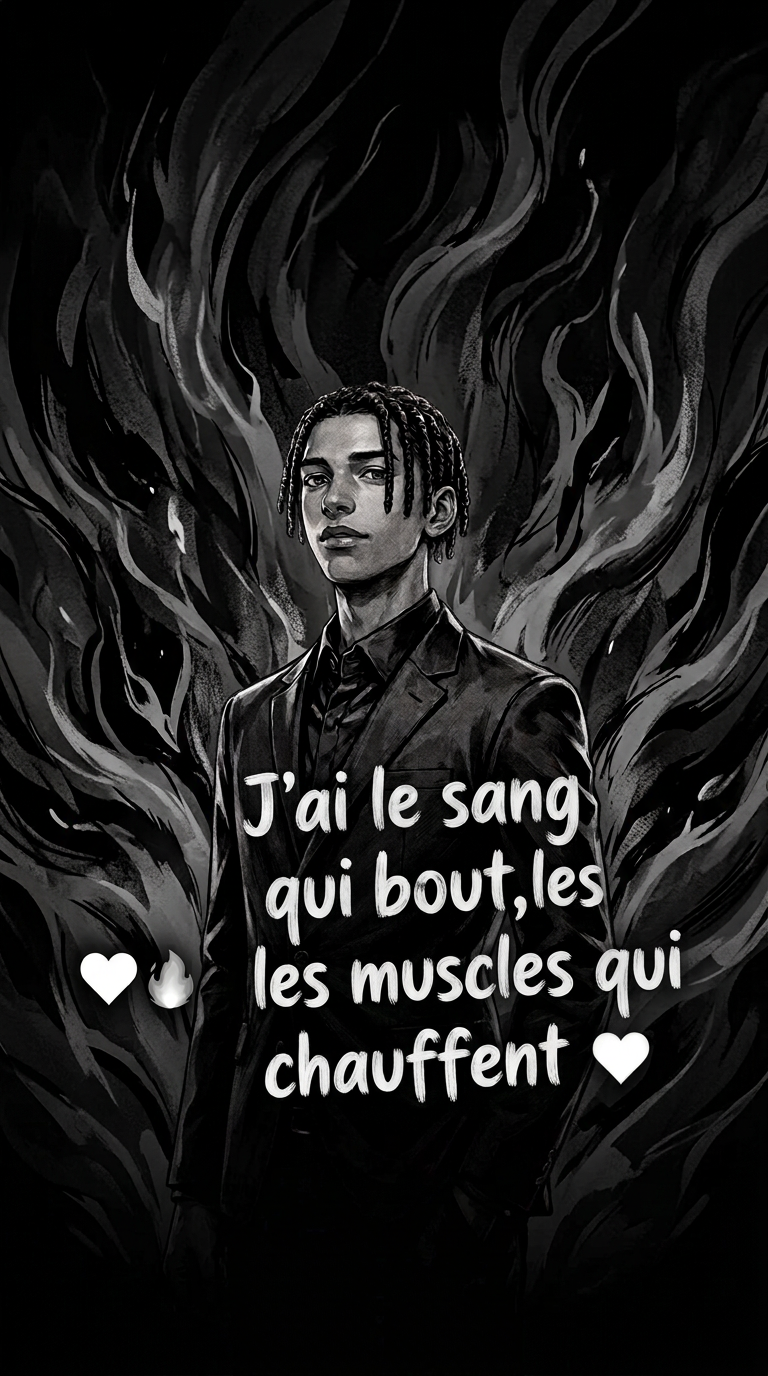 J'ai le sang
qui bout,les
🤍🔥 les muscles qui
chauffent 🤍